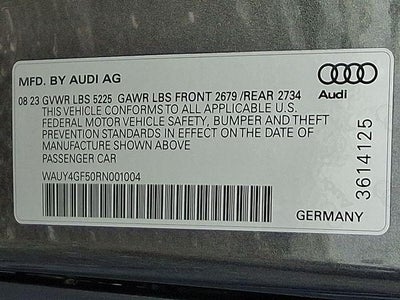 MFD. BY AUDI AG
08 23 GVWR LBS 5225 GAWR LBS FRONT 2679 /REAR 2734
THIS VEHICLE CONFORMS TO ALL APPLICABLE U.S.
FEDERAL MOTOR VEHICLE SAFETY, BUMPER AND THEFT
PREVENTION STANDARDS IN EFFECT ON THE DATE OF
MANUFACTURE SHOWN ABOVE
PASSENGER CAR
WAUY4GF50RN001004
Audi
3614125
GERMANY